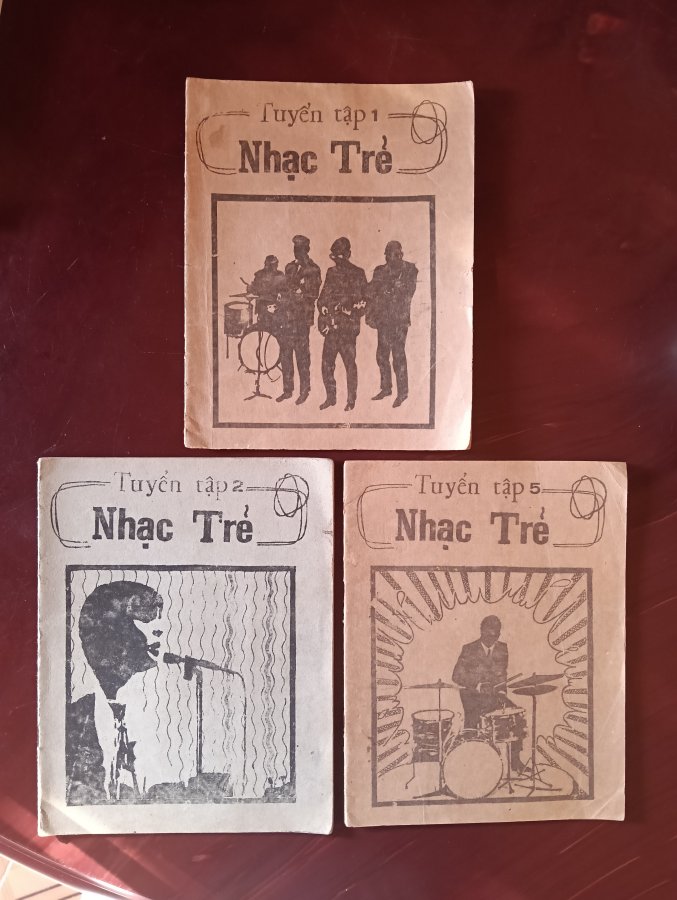 Tuyển tập 1
Nhạc Trẻ
Tuyển tập 2
Nhạc Trẻ
Tuyển tập 5
Nhạc Trẻ